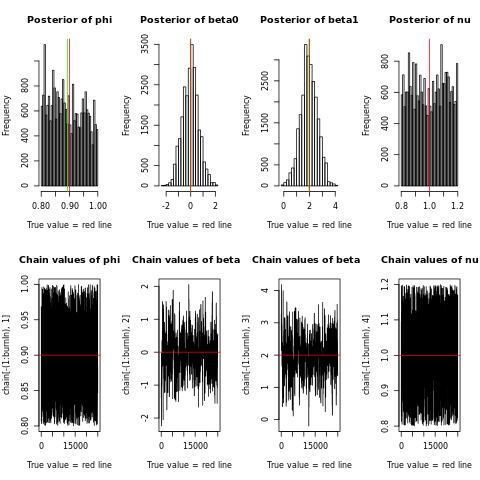 Posterior of phi
Posterior of beta0
Posterior of beta1
Posterior of nu
Frequency
0 200 400 600 800
0.80 0.90 1.00
True value = red line
Frequency
0 500 1500 2500 3500
-2 0 2
True value = red line
Frequency
0 500 1500 2500
0 2 4
True value = red line
Frequency
0 200 400 600 800
0.8 1.0 1.2
True value = red line
Chain values of phi
Chain values of beta
Chain values of beta
Chain values of nu
chain[-(1:burnIn), 1]
0.80 0.85 0.90 0.95 1.00
0 15000
True value = red line
chain[-(1:burnIn), 2]
-2 -1 0 1 2
0 15000
True value = red line
chain[-(1:burnIn), 3]
0 1 2 3 4
0 15000
True value = red line
chain[-(1:burnIn), 4]
0.8 0.9 1.0 1.1 1.2
0 15000
True value = red line